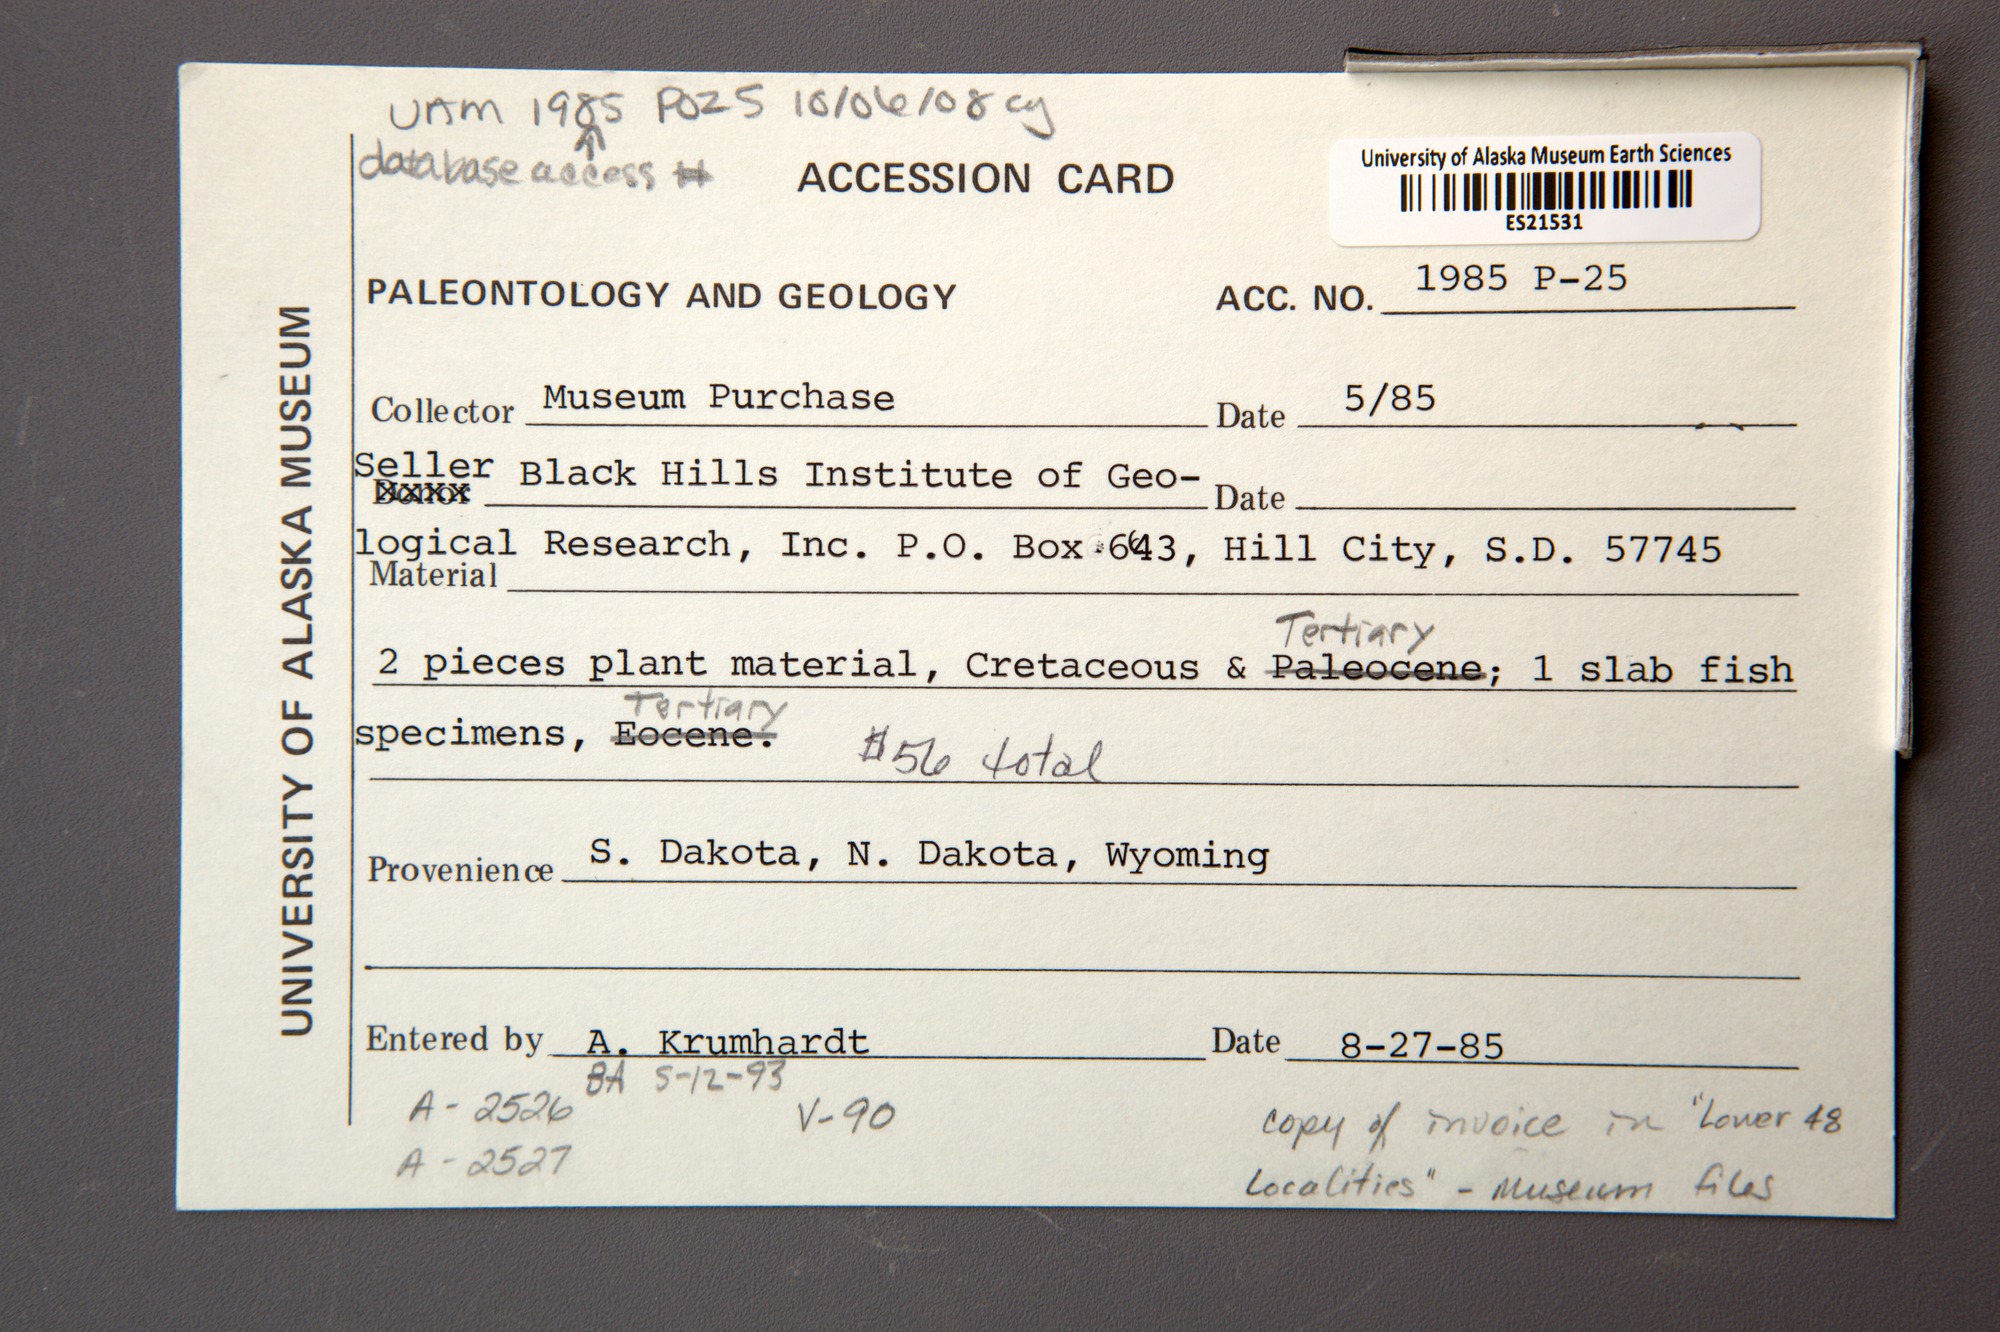 UAM 1985 P025 10/06/08 cy
database access #
ACCESSION CARD
University of Alaska Museum Earth Sciences
ES21531
PALEONTOLOGY AND GEOLOGY
ACC. NO. 1985 P-25
UNIVERSITY OF ALASKA MUSEUM
Collector Museum Purchase Date 5/85
Seller
Donor Black Hills Institute of Geo- Date
logical Research, Inc. P.O. Box 643, Hill City, S.D. 57745
Material
Tertiary
2 pieces plant material, Cretaceous & Paleocene; 1 slab fish
Tertiary
specimens, Eocene. $56 total
Provenience S. Dakota, N. Dakota, Wyoming
Entered by A. Krumhardt Date 8-27-85
BA 5-12-93
A-2526 V-90 copy of invoice in "Lower 48
A-2527 Localities" - Museum files